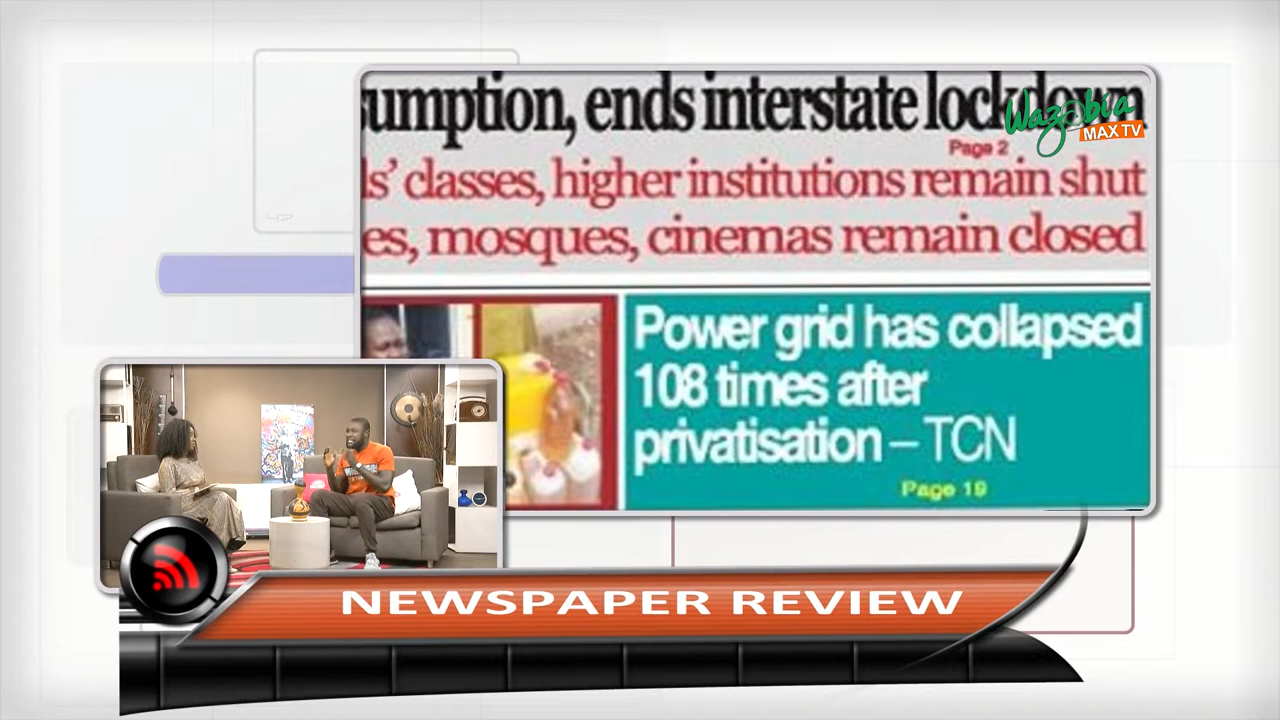 sumption, ends interstate lockdown
Page 2
ls' classes, higher institutions remain shut
es, mosques, cinemas remain closed
Wazobia
MAX TV
Power grid has collapsed
108 times after
privatisation – TCN
Page 19
NEWSPAPER REVIEW